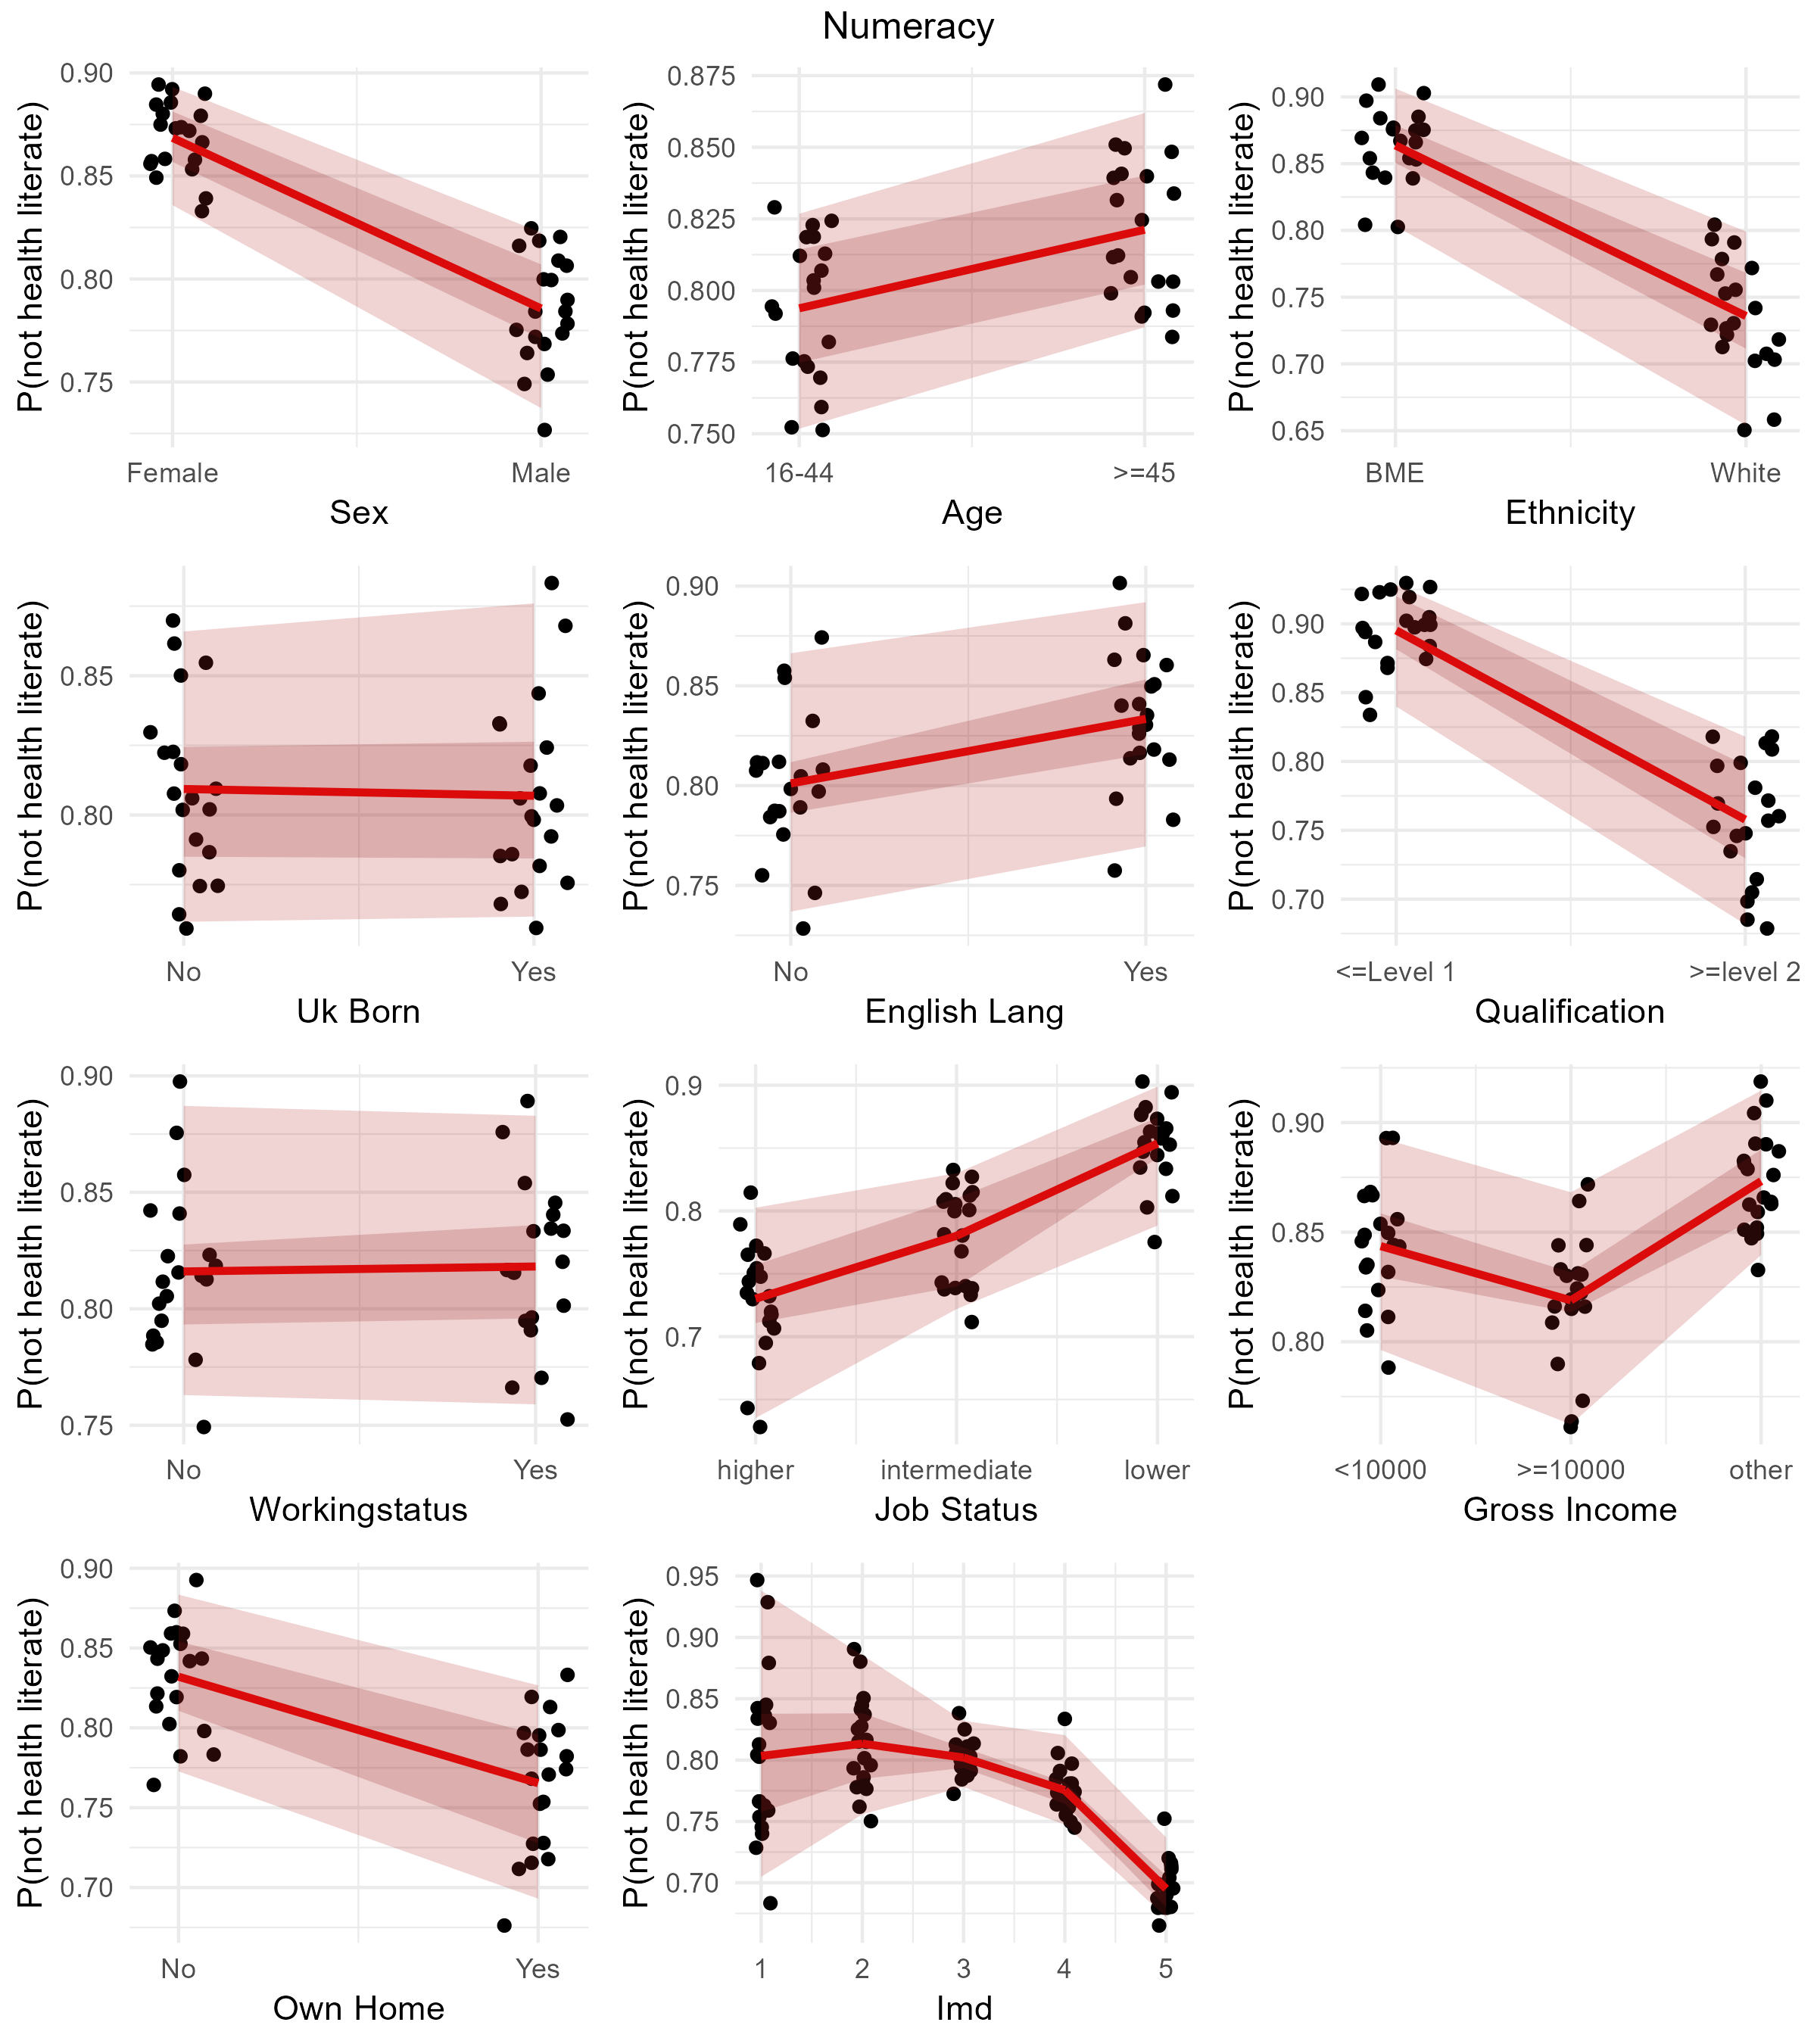 Numeracy
P(not health literate)
0.90
0.85
0.80
0.75
Female
Male
Sex
P(not health literate)
0.875
0.850
0.825
0.800
0.775
0.750
16-44
>=45
Age
P(not health literate)
0.90
0.85
0.80
0.75
0.70
0.65
BME
White
Ethnicity
P(not health literate)
0.85
0.80
No
Yes
Uk Born
P(not health literate)
0.90
0.85
0.80
0.75
No
Yes
English Lang
P(not health literate)
0.90
0.85
0.80
0.75
0.70
<=Level 1
>=level 2
Qualification
P(not health literate)
0.90
0.85
0.80
0.75
No
Yes
Workingstatus
P(not health literate)
0.9
0.8
0.7
higher
intermediate
lower
Job Status
P(not health literate)
0.90
0.85
0.80
<10000
>=10000
other
Gross Income
P(not health literate)
0.90
0.85
0.80
0.75
0.70
No
Yes
Own Home
P(not health literate)
0.95
0.90
0.85
0.80
0.75
0.70
1
2
3
4
5
Imd